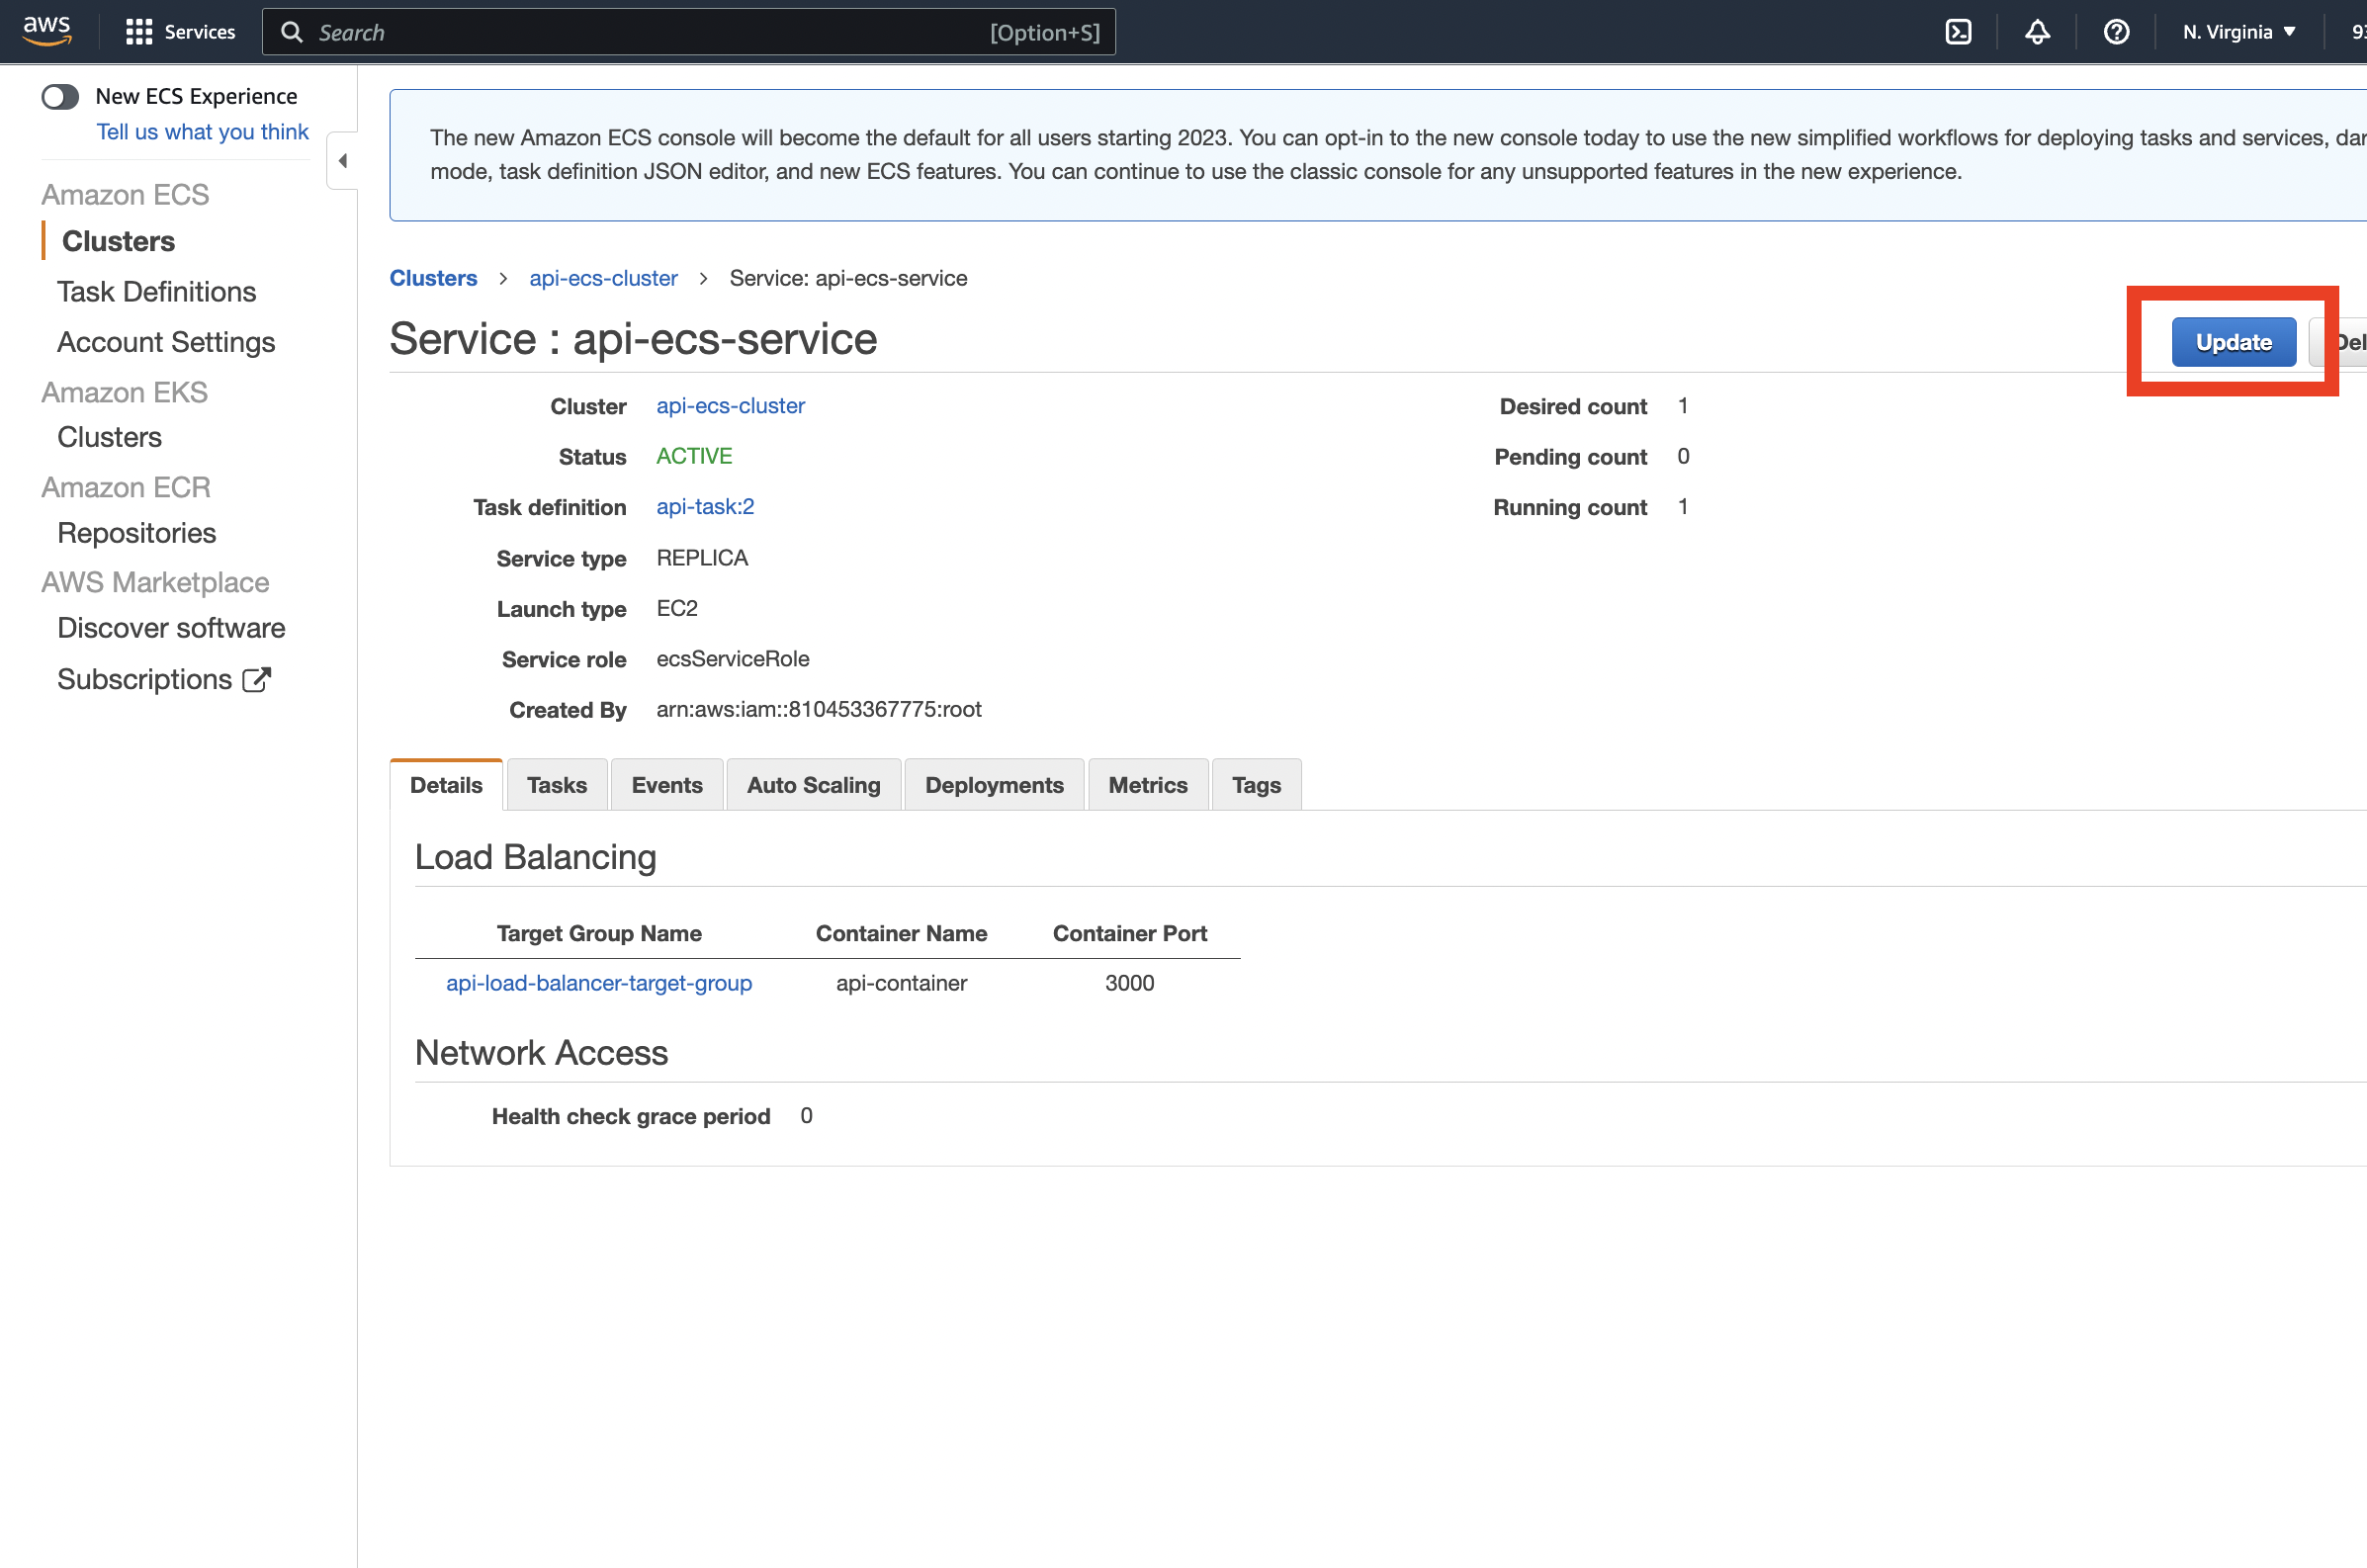 aws
Services
Search
[Option+S]
N. Virginia
New ECS Experience
Tell us what you think
Amazon ECS
Clusters
Task Definitions
Account Settings
Amazon EKS
Clusters
Amazon ECR
Repositories
AWS Marketplace
Discover software
Subscriptions
The new Amazon ECS console will become the default for all users starting 2023. You can opt-in to the new console today to use the new simplified workflows for deploying tasks and services,
mode, task definition JSON editor, and new ECS features. You can continue to use the classic console for any unsupported features in the new experience.
Clusters > api-ecs-cluster > Service: api-ecs-service
Service : api-ecs-service
Update
Del
Cluster api-ecs-cluster
Status ACTIVE
Task definition api-task:2
Service type REPLICA
Launch type EC2
Service role ecsServiceRole
Created By arn:aws:iam::810453367775:root
Desired count 1
Pending count 0
Running count 1
Details
Tasks
Events
Auto Scaling
Deployments
Metrics
Tags
Load Balancing
Target Group Name Container Name Container Port
api-load-balancer-target-group api-container 3000
Network Access
Health check grace period 0